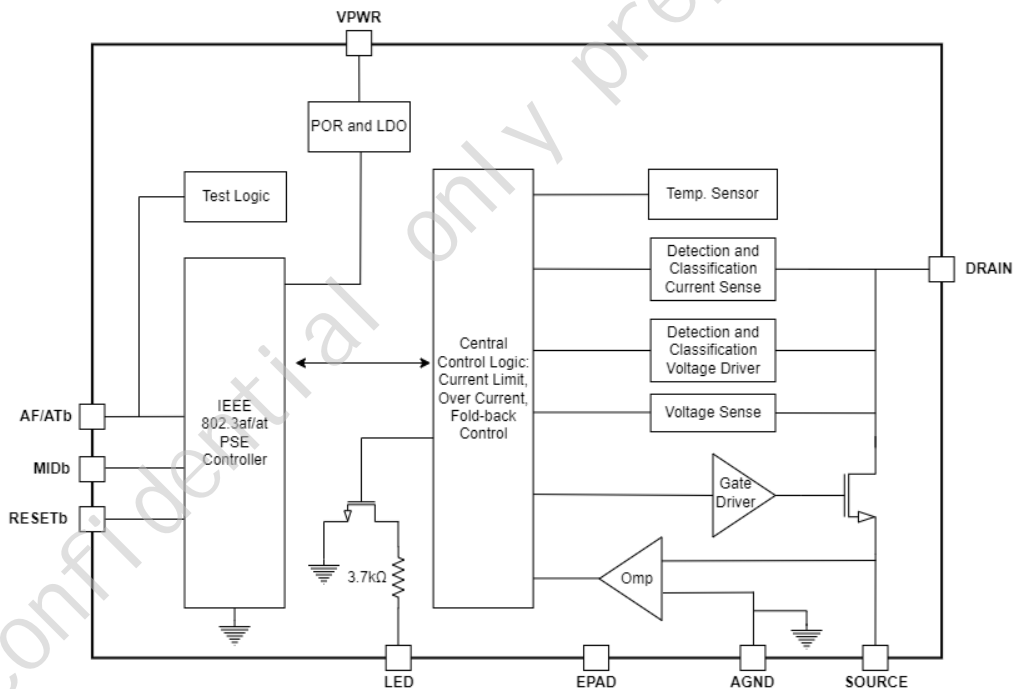 VPWR
POR and LDO
Test Logic
Temp. Sensor
Detection and
Classification
Current Sense
DRAIN
Detection and
Classification
Voltage Driver
Central
Control Logic:
Current Limit,
Over Current,
Fold-back
Control
IEEE
802.3af/at
PSE
Controller
Voltage Sense
AF/ATb
MIDb
RESETb
Gate
Driver
3.7kΩ
Omp
LED
EPAD
AGND
SOURCE
confidential only pre